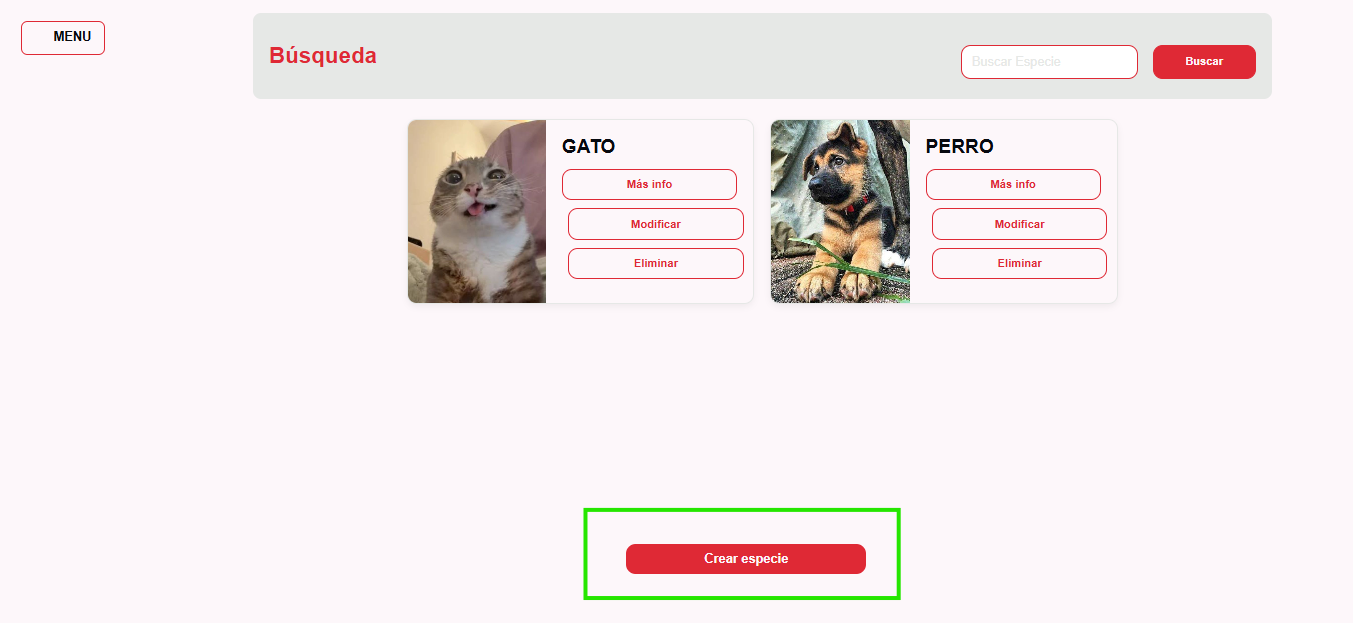 MENU
Búsqueda
Buscar Especie
Buscar
GATO
Más info
Modificar
Eliminar
PERRO
Más info
Modificar
Eliminar
Crear especie